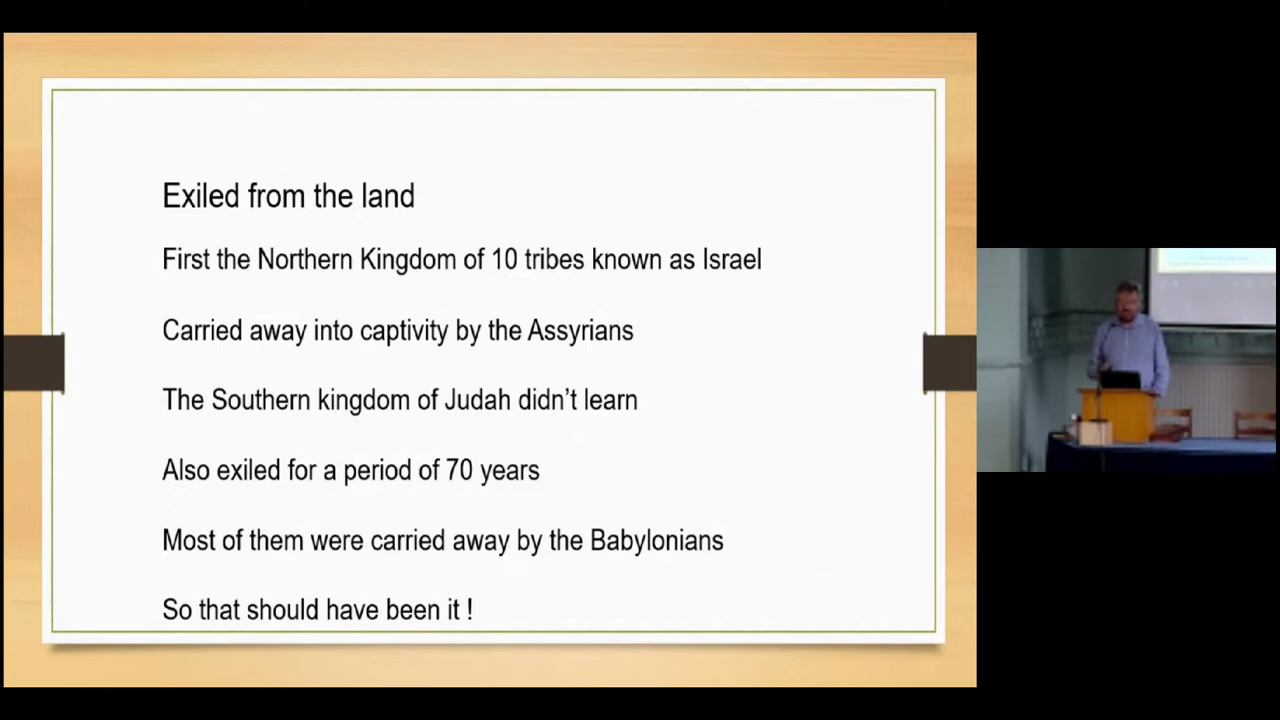 Exiled from the land
First the Northern Kingdom of 10 tribes known as Israel
Carried away into captivity by the Assyrians
The Southern kingdom of Judah didn’t learn
Also exiled for a period of 70 years
Most of them were carried away by the Babylonians
So that should have been it !